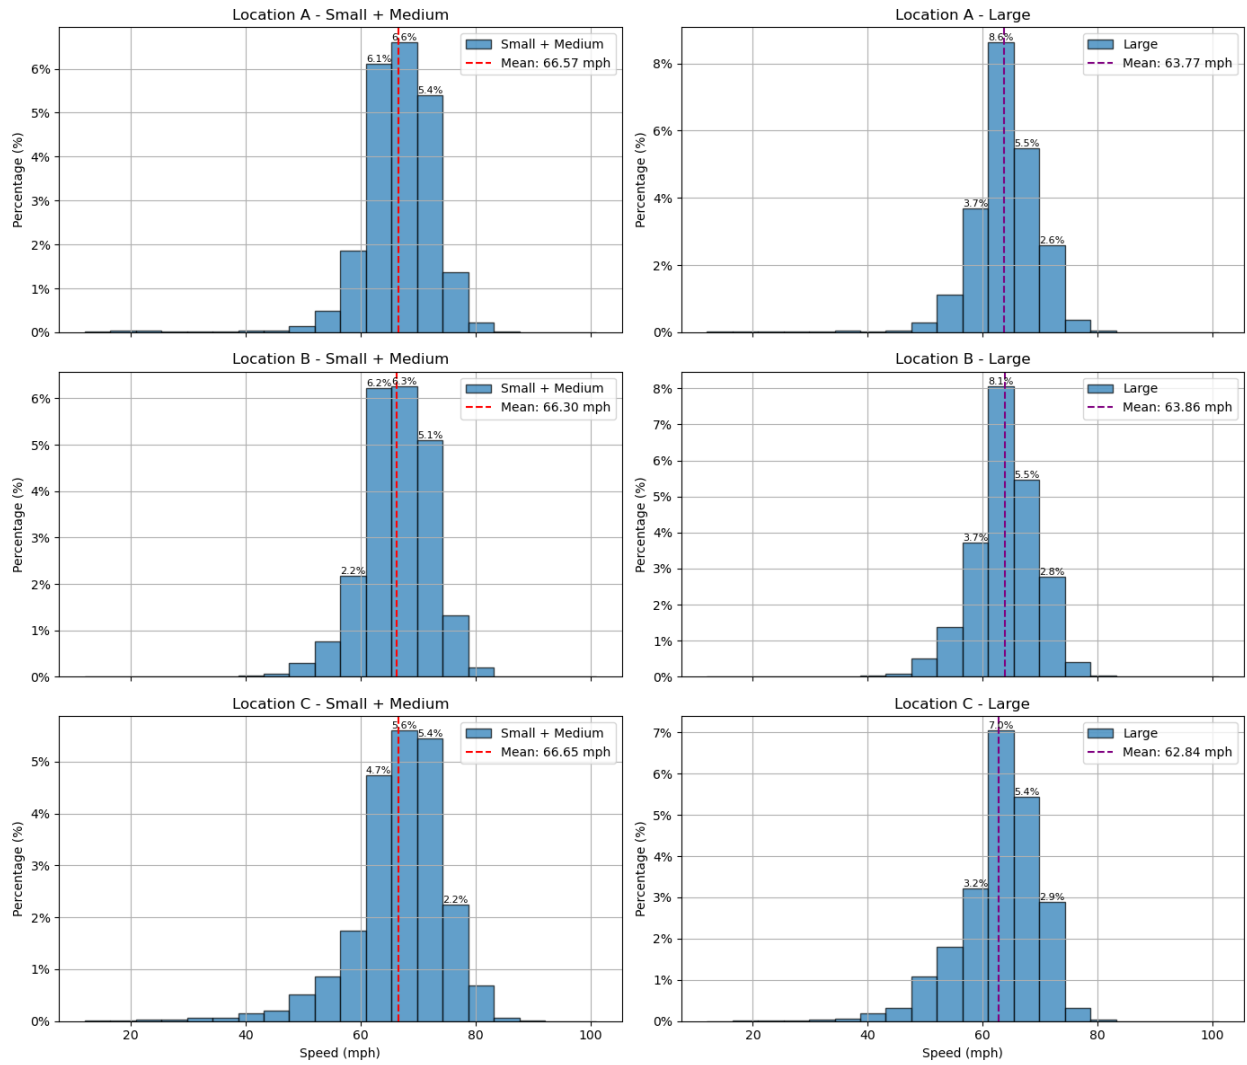 Location A - Small + Medium
6.6%
6.1%
5.4%
Small + Medium
Mean: 66.57 mph
6%
5%
4%
3%
2%
1%
0%
Percentage (%)
Location A - Large
8.6%
5.5%
3.7%
2.6%
Large
Mean: 63.77 mph
8%
6%
4%
2%
0%
Percentage (%)
Location B - Small + Medium
6.2%
6.3%
5.1%
2.2%
Small + Medium
Mean: 66.30 mph
6%
5%
4%
3%
2%
1%
0%
Percentage (%)
Location B - Large
8.1%
5.5%
3.7%
2.8%
Large
Mean: 63.86 mph
8%
7%
6%
5%
4%
3%
2%
1%
0%
Percentage (%)
Location C - Small + Medium
5.6%
5.4%
4.7%
2.2%
Small + Medium
Mean: 66.65 mph
5%
4%
3%
2%
1%
0%
Percentage (%)
20 40 60 80 100
Speed (mph)
Location C - Large
7.0%
5.4%
3.2%
2.9%
Large
Mean: 62.84 mph
7%
6%
5%
4%
3%
2%
1%
0%
Percentage (%)
20 40 60 80 100
Speed (mph)